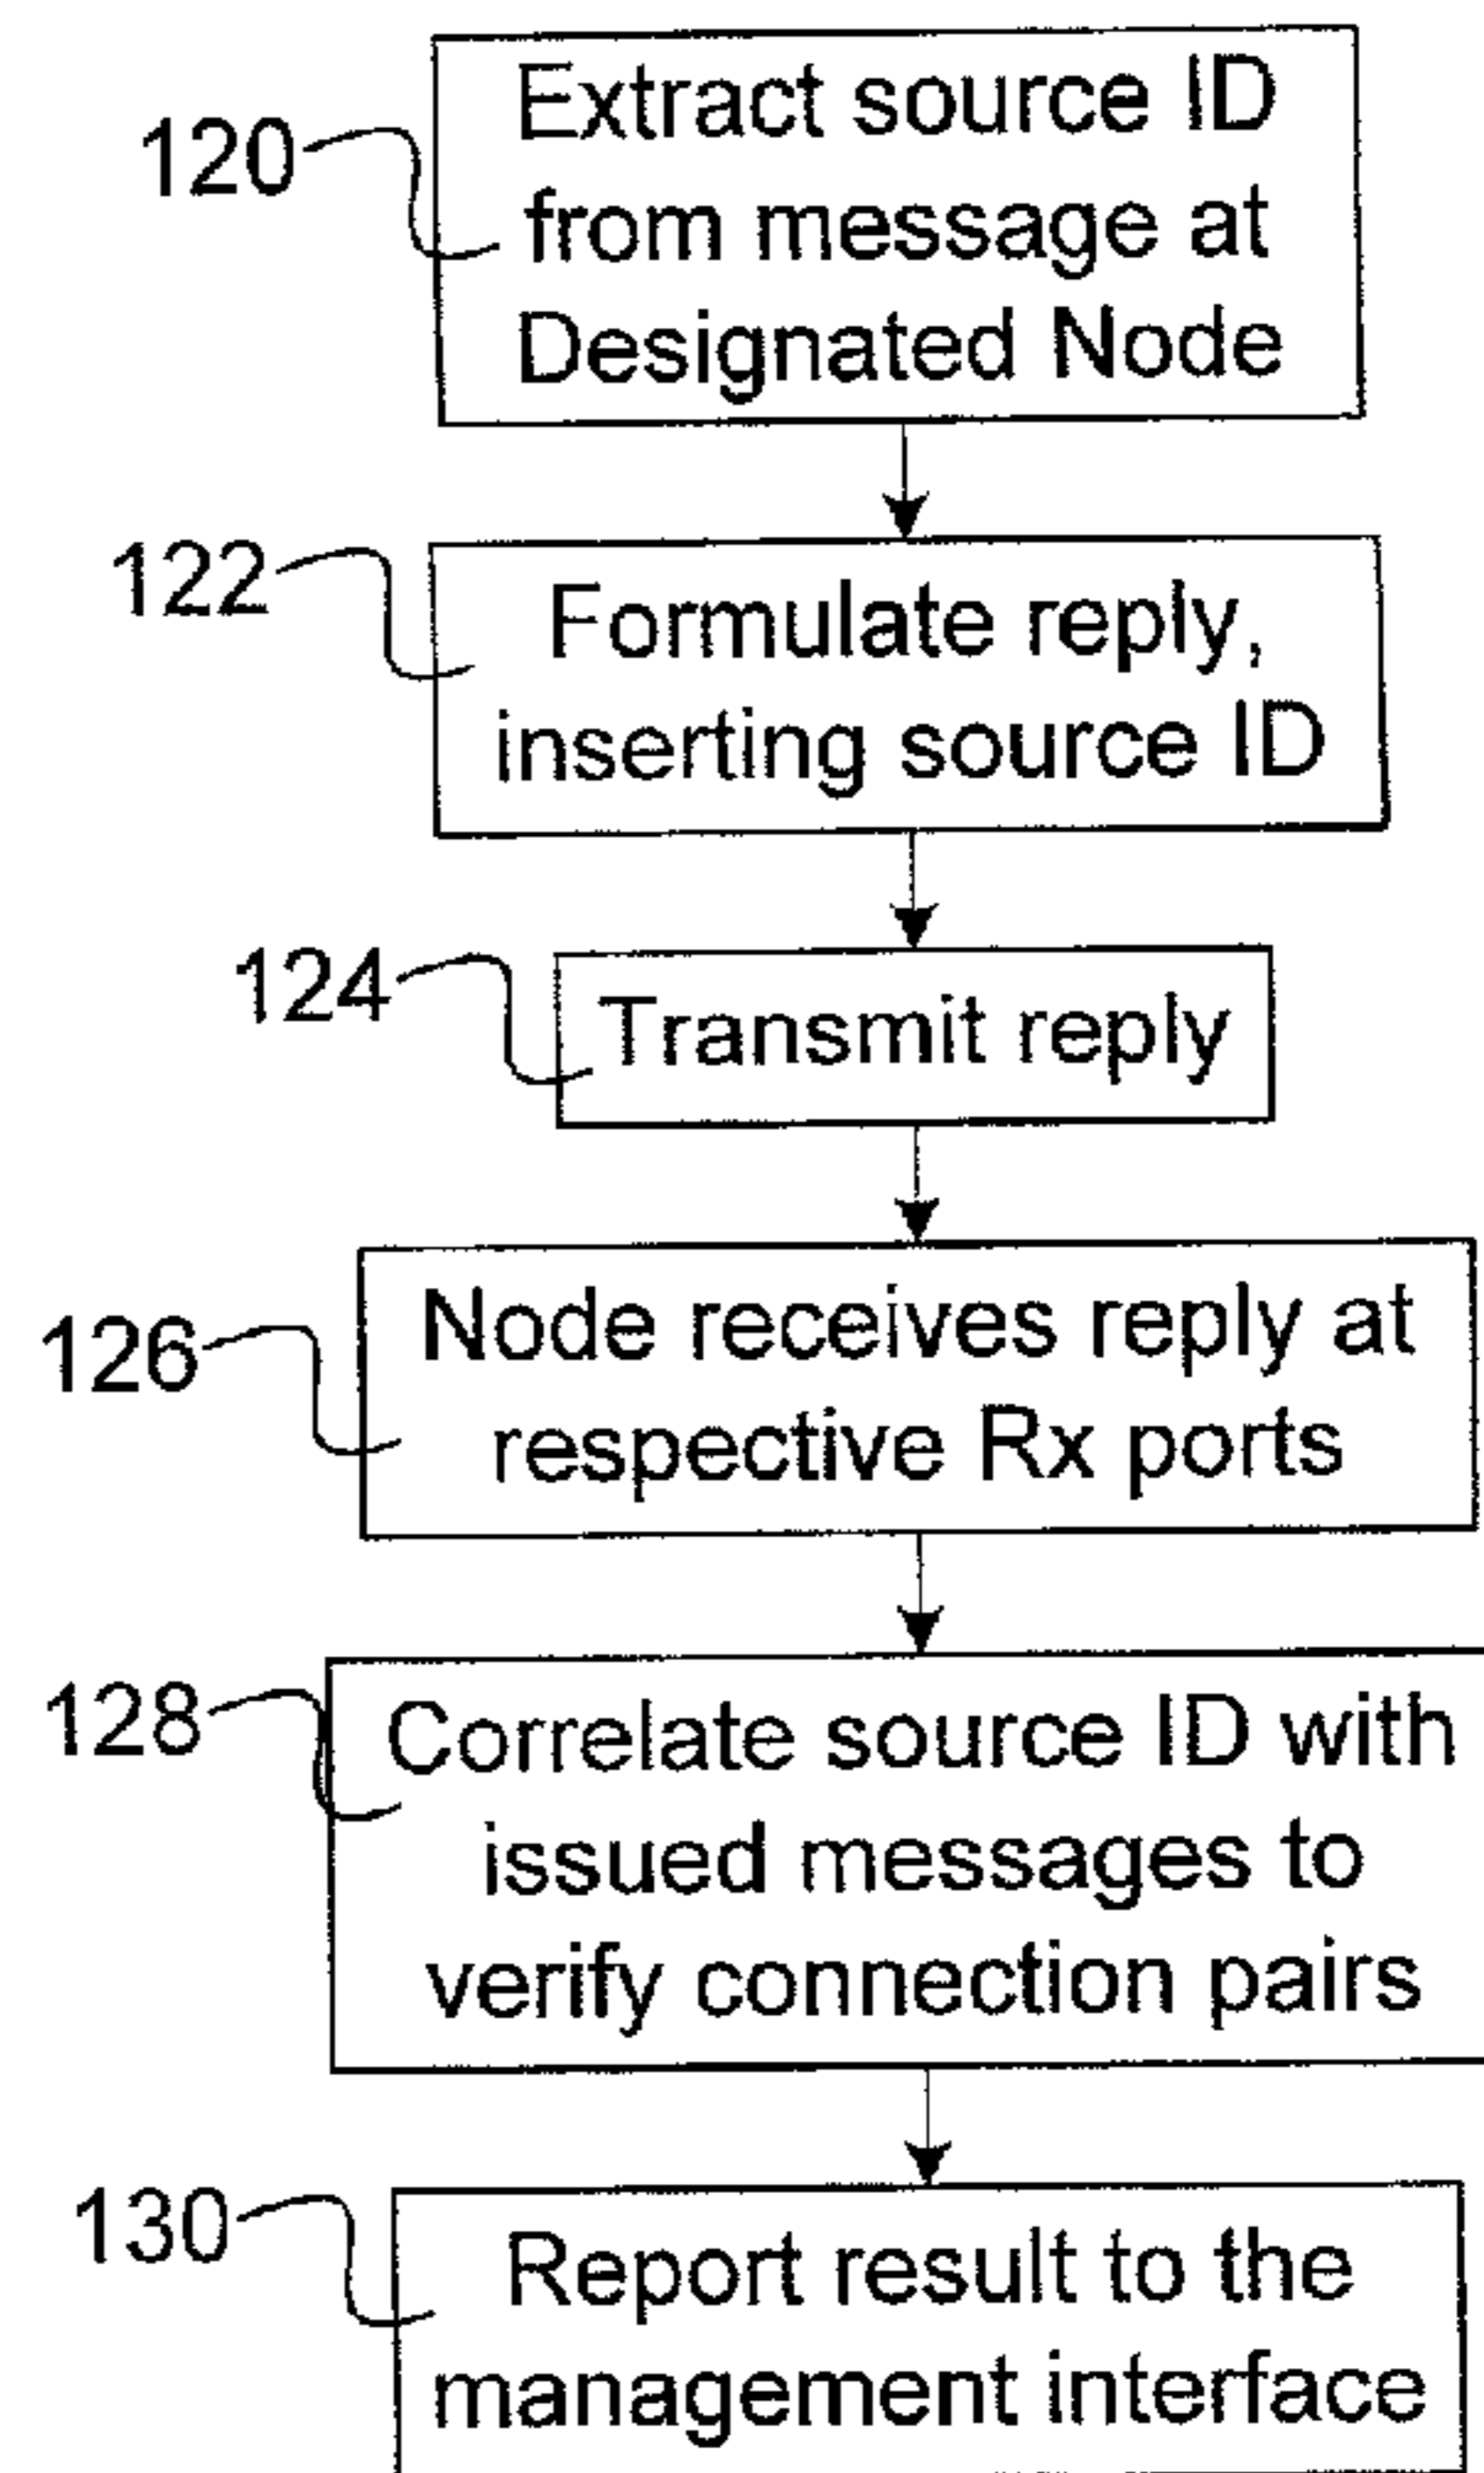 120
Extract source ID
from message at
Designated Node
122
Formulate reply,
inserting source ID
124
Transmit reply
126
Node receives reply at
respective Rx ports
128
Correlate source ID with
issued messages to
verify connection pairs
130
Report result to the
management interface